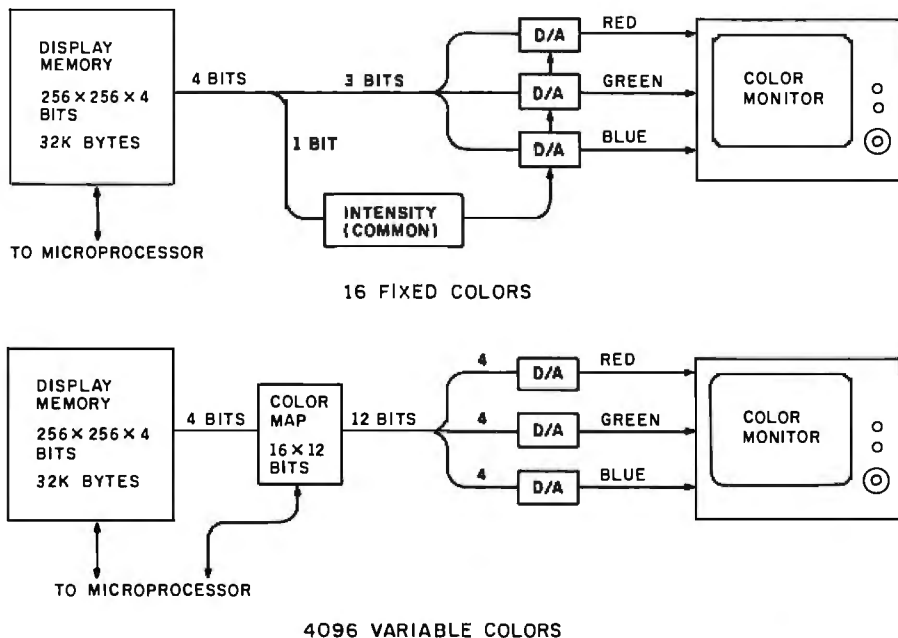 DISPLAY
MEMORY
256 × 256 × 4
BITS
32K BYTES
4 BITS
3 BITS
1 BIT
INTENSITY
(COMMON)
D/A
D/A
D/A
RED
GREEN
BLUE
COLOR
MONITOR
TO MICROPROCESSOR
16 FIXED COLORS
DISPLAY
MEMORY
256 × 256 × 4
BITS
32K BYTES
4 BITS
COLOR
MAP
16 × 12
BITS
12 BITS
4
4
4
D/A
D/A
D/A
RED
GREEN
BLUE
COLOR
MONITOR
TO MICROPROCESSOR
4096 VARIABLE COLORS